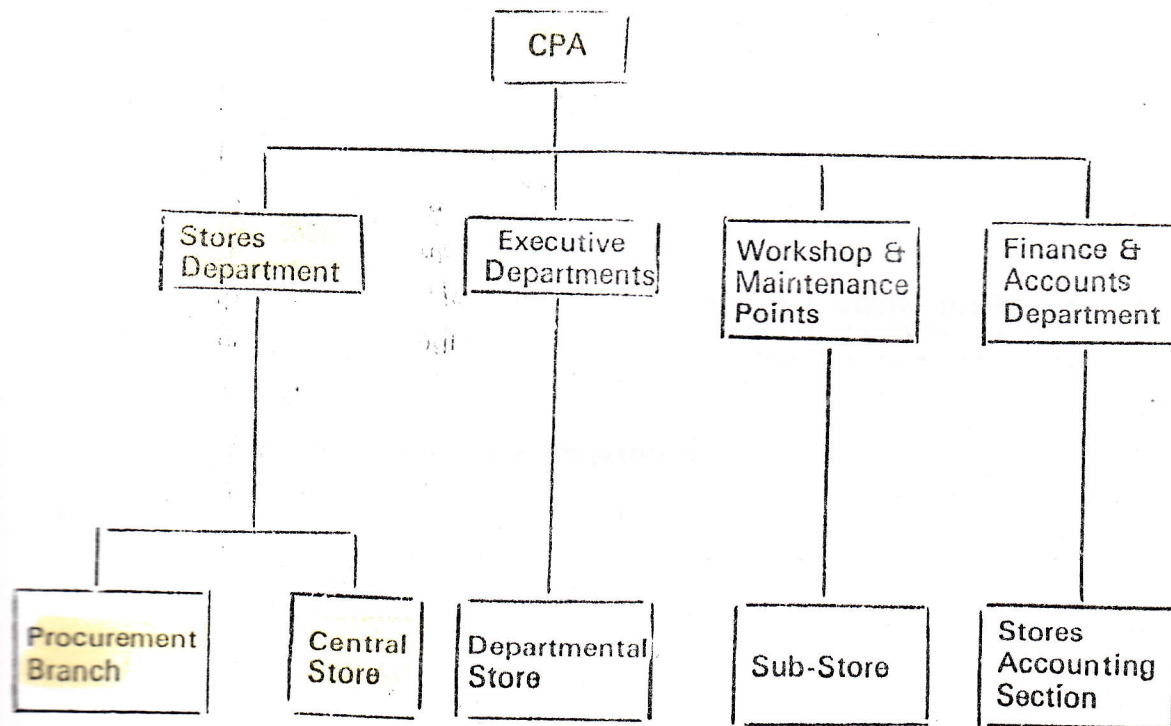 CPA
Stores
Department
Executive
Departments
Workshop &
Maintenance
Points
Finance &
Accounts
Department
Procurement
Branch
Central
Store
Departmental
Store
Sub-Store
Stores
Accounting
Section